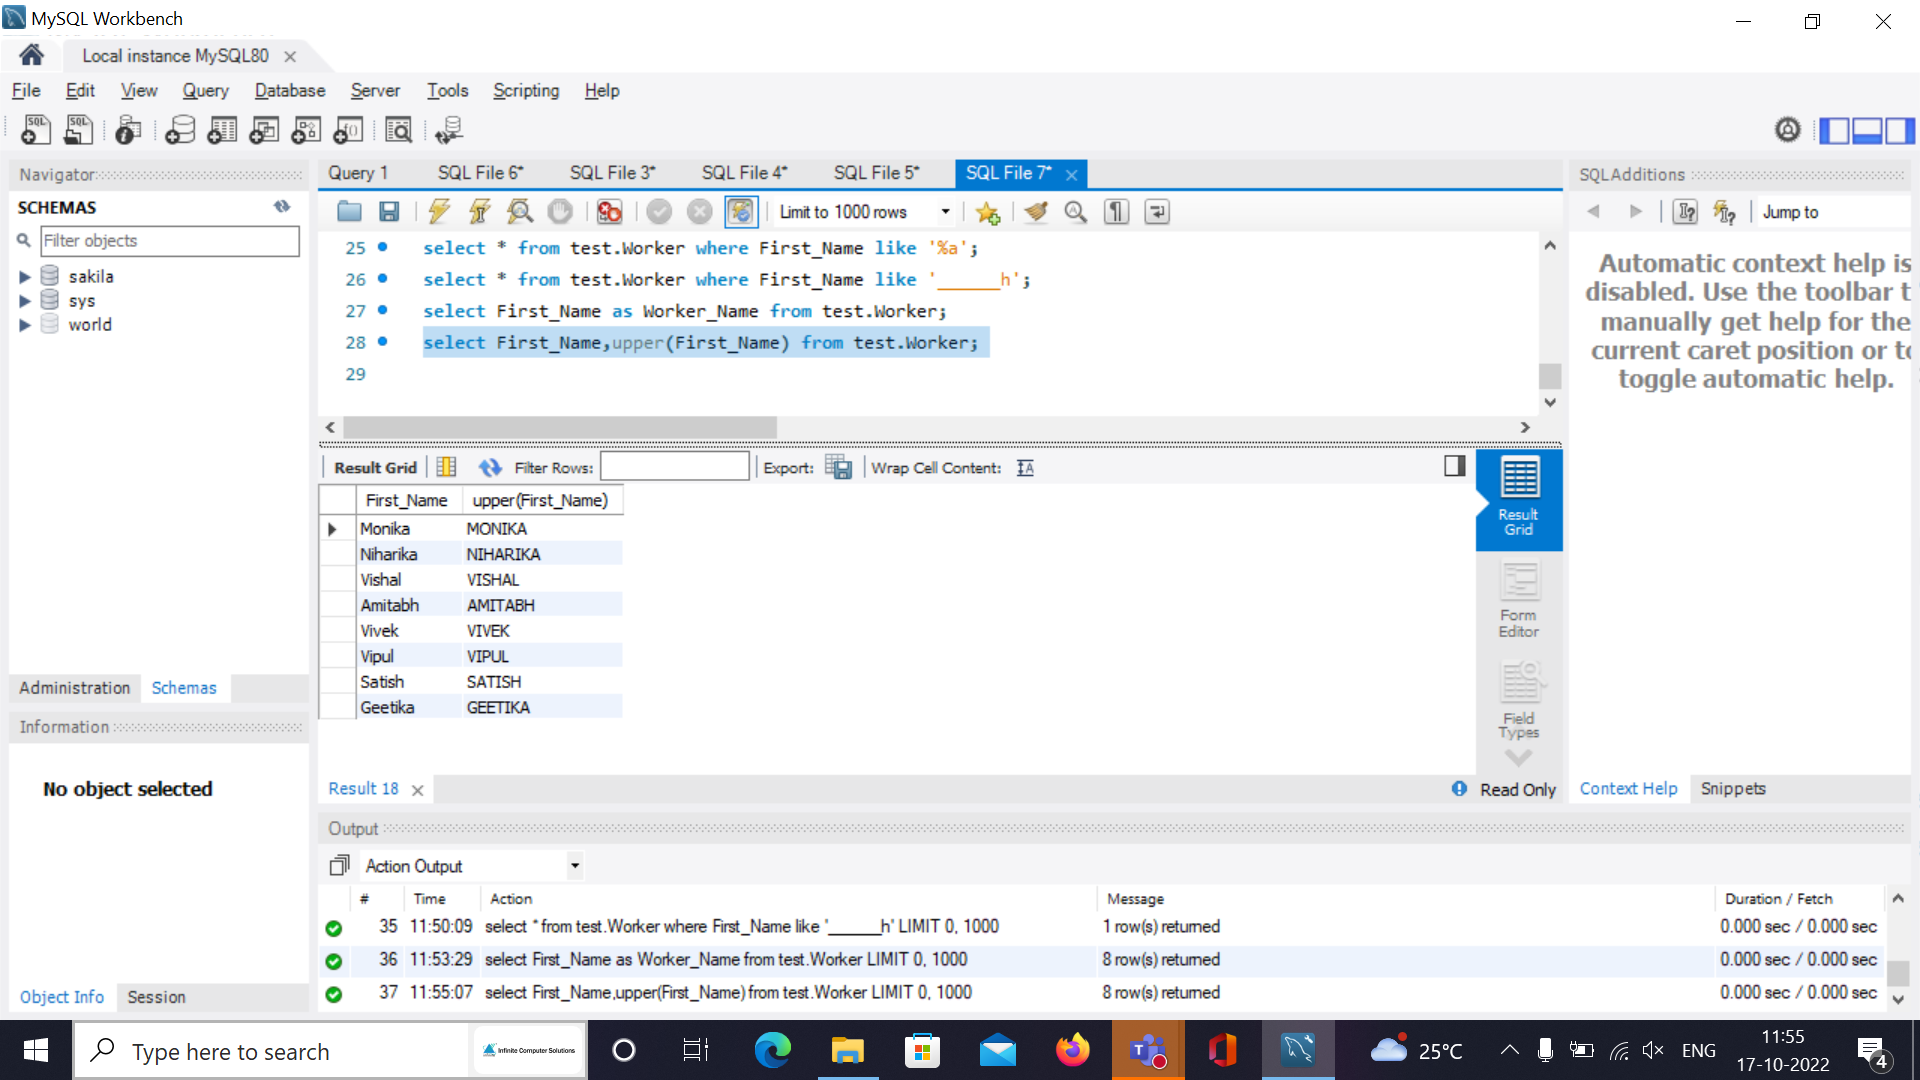 MySQL Workbench
Local instance MySQL80
File Edit View Query Database Server Tools Scripting Help
Navigator
SCHEMAS
Filter objects
sakila
sys
world
Administration Schemas
Information
No object selected
Object Info Session
Query 1 SQL File 6* SQL File 3* SQL File 4* SQL File 5* SQL File 7*
Limit to 1000 rows
25 select * from test.Worker where First_Name like '%a';
26 select * from test.Worker where First_Name like '______h';
27 select First_Name as Worker_Name from test.Worker;
28 select First_Name,upper(First_Name) from test.Worker;
29
Result Grid Filter Rows: Export: Wrap Cell Content:
First_Name upper(First_Name)
Monika MONIKA
Niharika NIHARIKA
Vishal VISHAL
Amitabh AMITABH
Vivek VIVEK
Vipul VIPUL
Satish SATISH
Geetika GEETIKA
Result
Grid
Form
Editor
Field
Types
Result 18
Read Only
SQLAdditions
Jump to
Automatic context help is
disabled. Use the toolbar t
manually get help for the
current caret position or to
toggle automatic help.
Context Help Snippets
Output
Action Output
# Time Action Message Duration / Fetch
35 11:50:09 select * from test.Worker where First_Name like '______h' LIMIT 0, 1000 1 row(s) returned 0.000 sec / 0.000 sec
36 11:53:29 select First_Name as Worker_Name from test.Worker LIMIT 0, 1000 8 row(s) returned 0.000 sec / 0.000 sec
37 11:55:07 select First_Name,upper(First_Name) from test.Worker LIMIT 0, 1000 8 row(s) returned 0.000 sec / 0.000 sec
Type here to search
Infinite Computer Solutions
25°C
ENG
11:55
17-10-2022
4